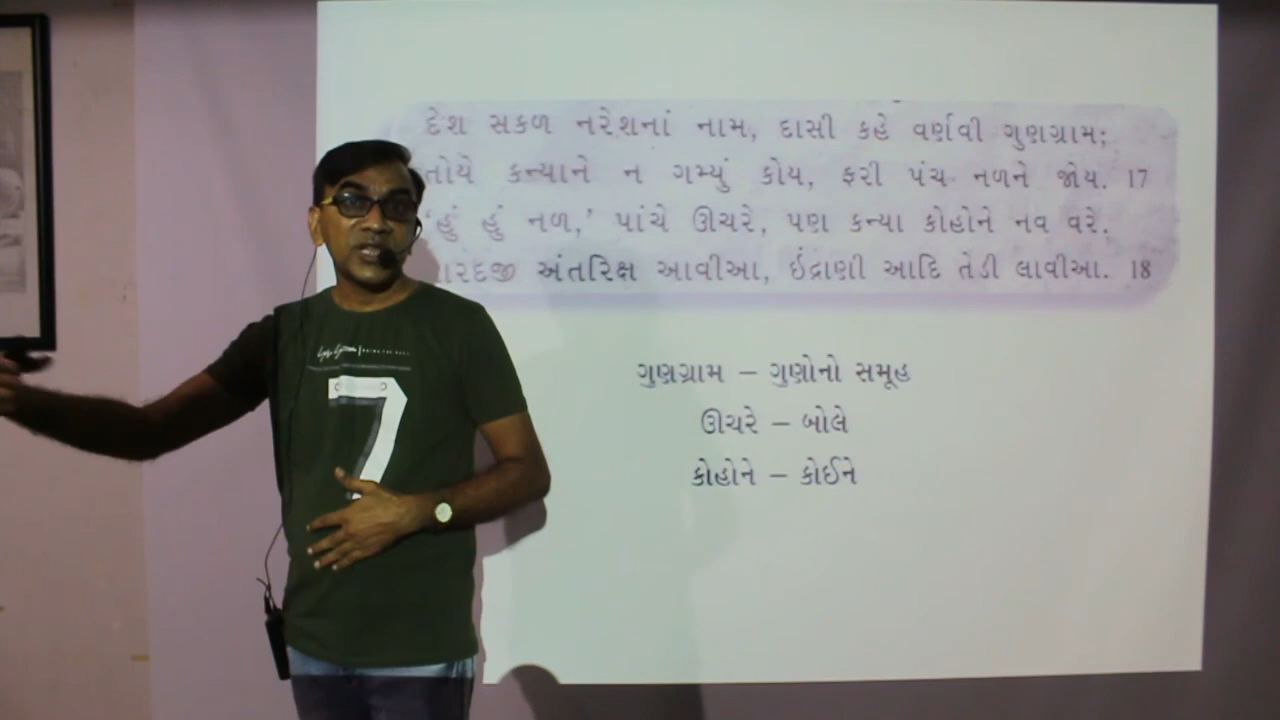 દેશ સકળ નરેશનાં નામ, દાસી કહે વર્ણવી ગુણગ્રામ;
તોયે કન્યાને ન ગમ્યું કોય, ફરી પંચ નળને જોય. 17
‘હું હું નળ,’ પાંચે ઊચરે, પણ કન્યા કોહોને નવ વરે.
અંતરિક્ષ આવીઆ, ઇંદ્રાણી આદિ તેડી લાવીઆ. 18
ગુણગ્રામ – ગુણોનો સમૂહ
ઊચરે – બોલે
કોહોને – કોઈને
7